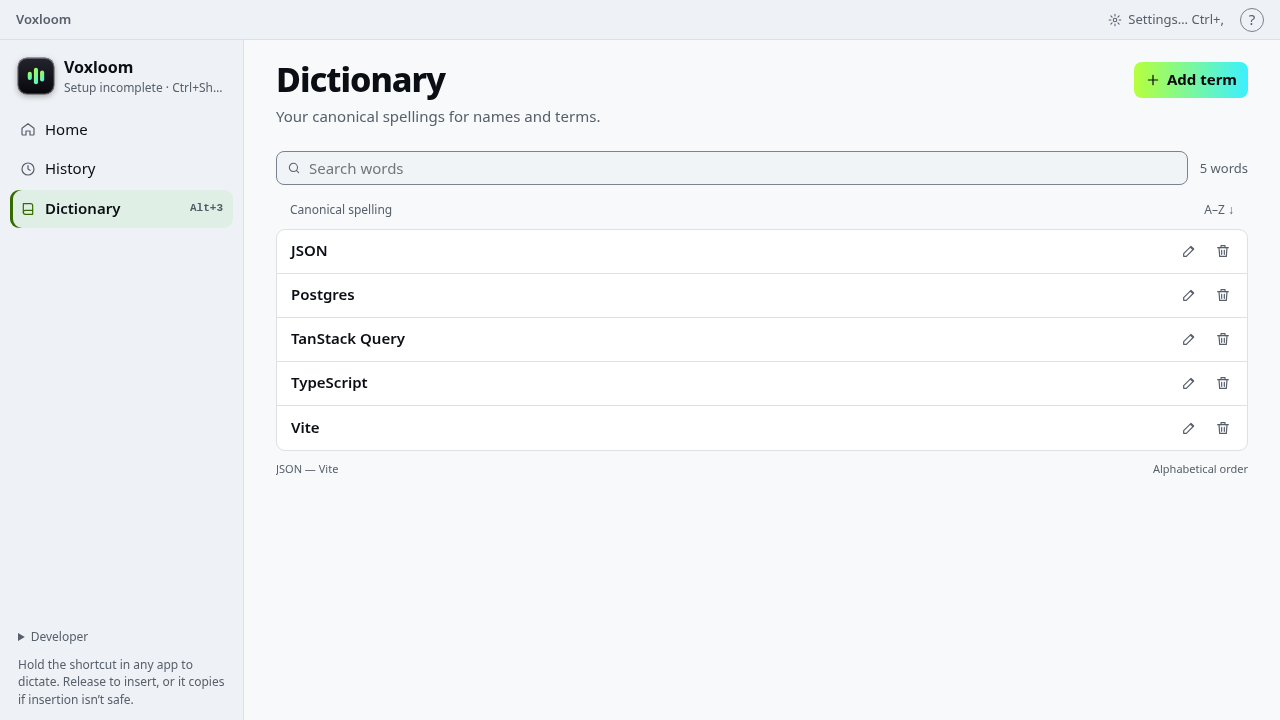 Voxloom
Settings... Ctrl+,
?
Voxloom
Setup incomplete · Ctrl+Sh...
Home
History
Dictionary
Alt+3
Developer
Hold the shortcut in any app to
dictate. Release to insert, or it copies
if insertion isn’t safe.
Dictionary
Your canonical spellings for names and terms.
+ Add term
Search words
5 words
Canonical spelling
A–Z ↓
JSON
Postgres
TanStack Query
TypeScript
Vite
JSON — Vite
Alphabetical order